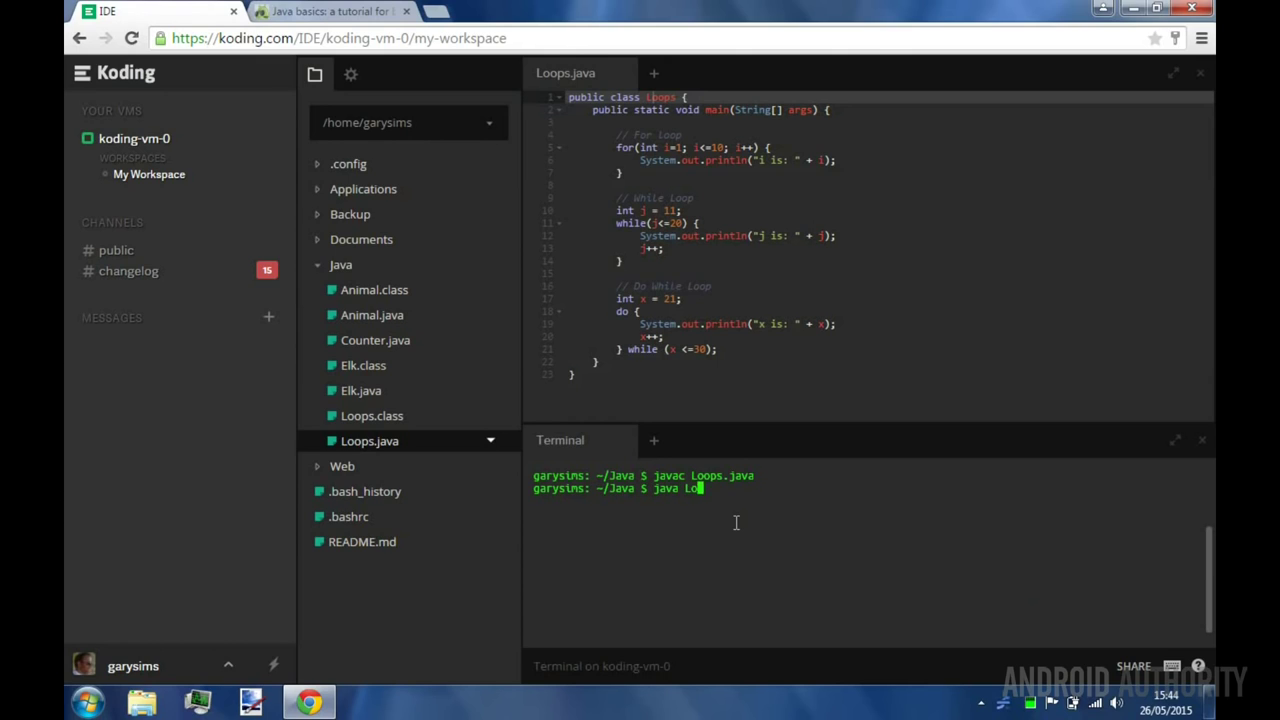 IDE
Java basics: a tutorial for
https://koding.com/IDE/koding-vm-0/my-workspace
Koding
YOUR VMS
koding-vm-0
WORKSPACES
My Workspace
CHANNELS
# public
# changelog
15
MESSAGES
garysims
/home/garysims
.config
Applications
Backup
Documents
Java
Animal.class
Animal.java
Counter.java
Elk.class
Elk.java
Loops.class
Loops.java
Web
.bash_history
.bashrc
README.md
Loops.java
1 public class Loops {
2 public static void main(String[] args) {
3
4 // For loop
5 for(int i=1; i<=10; i++) {
6 System.out.println("i is: " + i);
7 }
8
9 // While Loop
10 int j = 11;
11 while(j<=20) {
12 System.out.println("j is: " + j);
13 j++;
14 }
15
16 // Do While Loop
17 int x = 21;
18 do {
19 System.out.println("x is: " + x);
20 x++;
21 } while (x <=30);
22 }
23 }
Terminal
garysims: ~/Java $ javac Loops.java
garysims: ~/Java $ java Lo
Terminal on koding-vm-0
SHARE
ANDROID AUTHORITY
15:44
26/05/2015